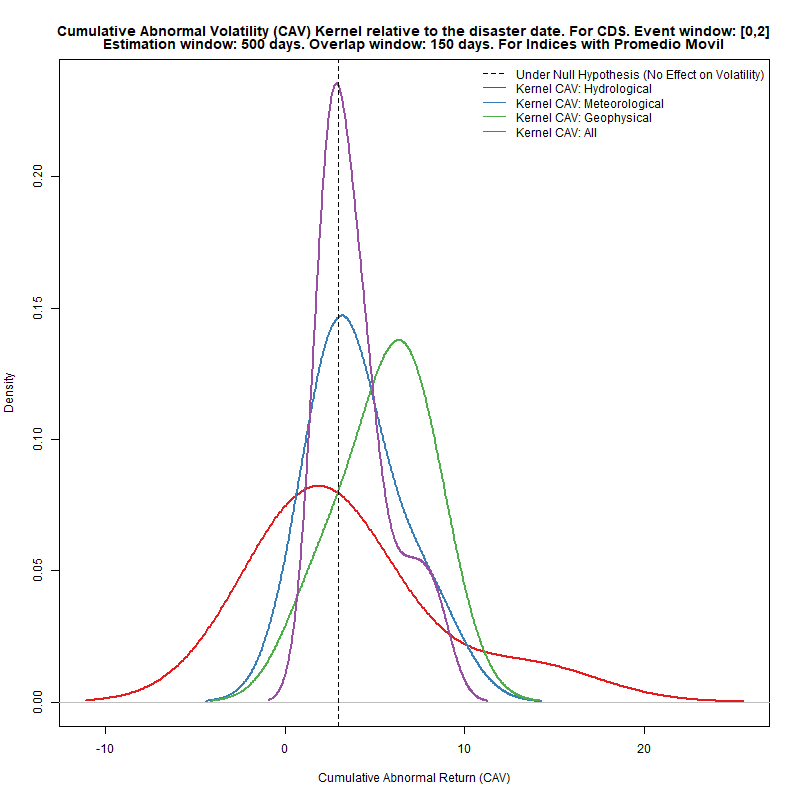 Cumulative Abnormal Volatility (CAV) Kernel relative to the disaster date. For CDS. Event window: [0,2]
Estimation window: 500 days. Overlap window: 150 days. For Indices with Promedio Movil
Under Null Hypothesis (No Effect on Volatility)
Kernel CAV: Hydrological
Kernel CAV: Meteorological
Kernel CAV: Geophysical
Kernel CAV: All
Density
0.20
0.15
0.10
0.05
0.00
-10
0
10
20
Cumulative Abnormal Return (CAV)